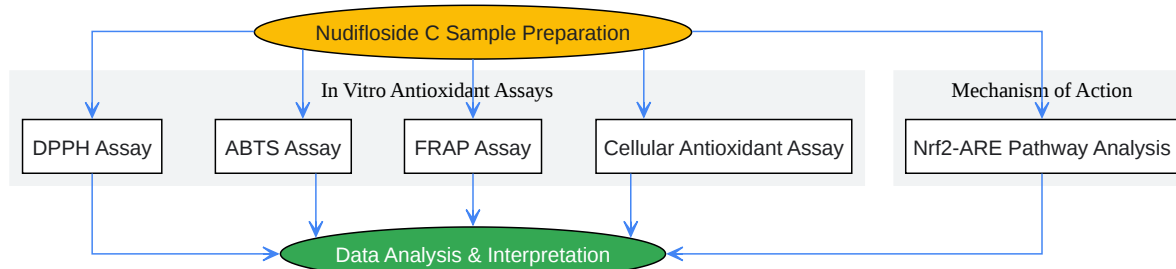 Nudifloside C Sample Preparation
In Vitro Antioxidant Assays
Mechanism of Action
DPPH Assay
ABTS Assay
FRAP Assay
Cellular Antioxidant Assay
Nrf2-ARE Pathway Analysis
Data Analysis & Interpretation